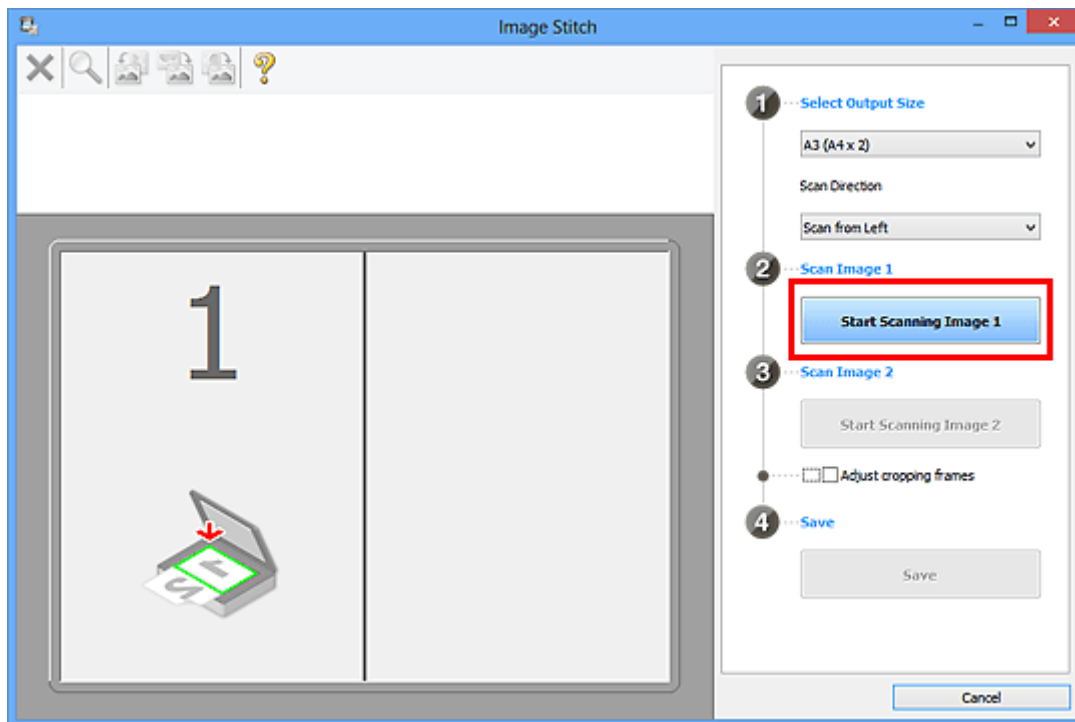 Image Stitch
1 Select Output Size
A3 (A4 x 2)
Scan Direction
Scan from Left
2 Scan Image 1
Start Scanning Image 1
3 Scan Image 2
Start Scanning Image 2
Adjust cropping frames
4 Save
Save
Cancel
1
1
2